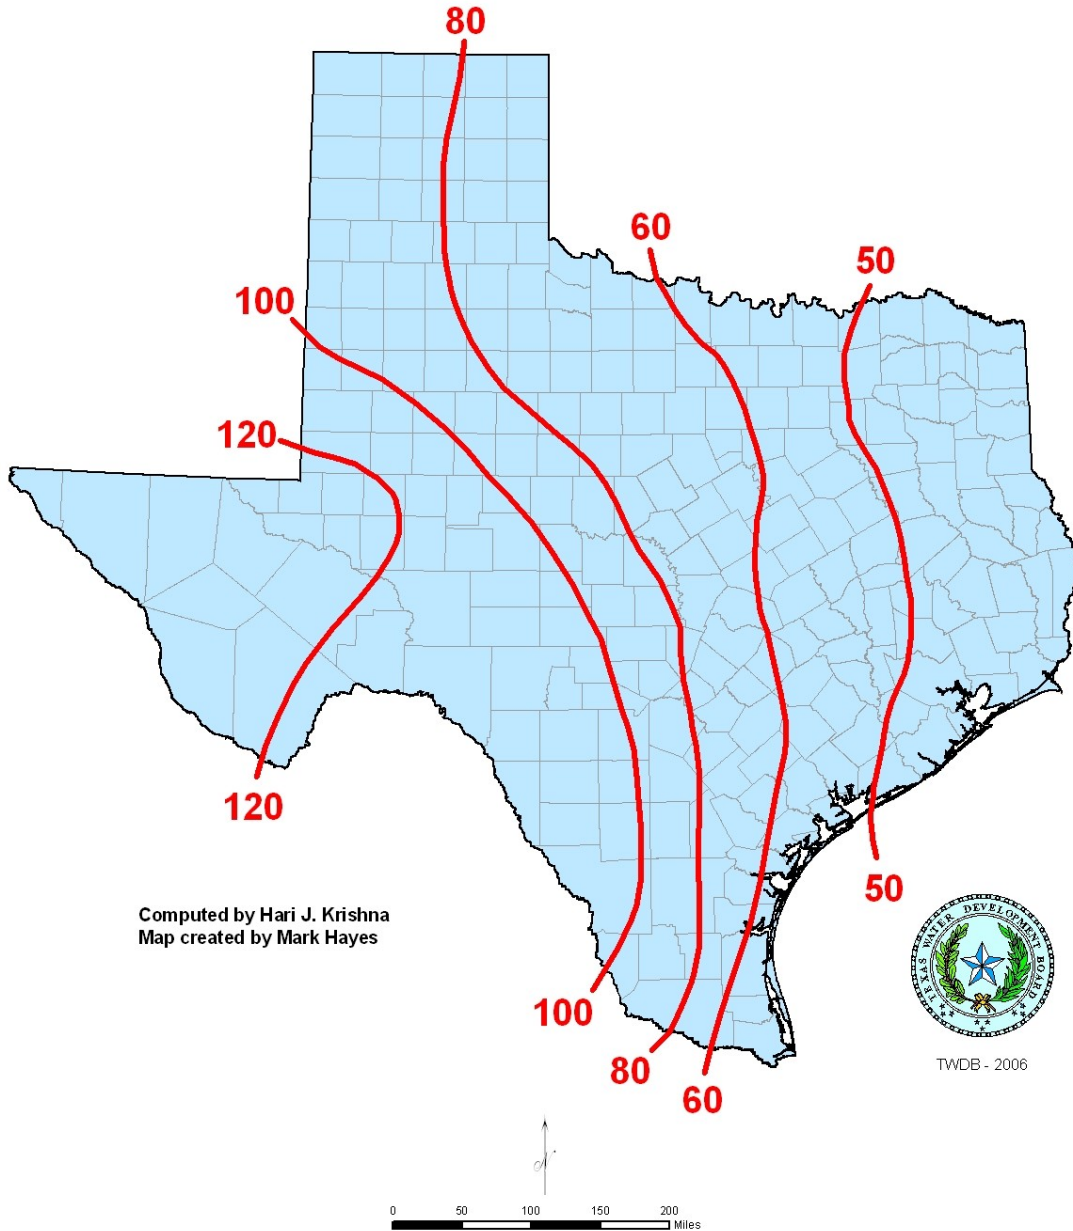 80
60
50
100
120
120
50
Computed by Hari J. Krishna
Map created by Mark Hayes
TEXAS WATER DEVELOPMENT BOARD
100
TWDB - 2006
80
60
N
0 50 100 150 200
Miles